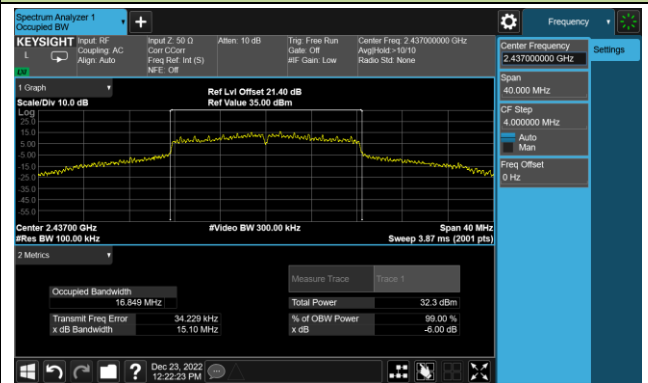 Spectrum Analyzer 1
Occupied BW
Frequency
KEYSIGHT
L
Input: RF
Coupling: AC
Align: Auto
Input Z: 50 Ω
Corr CCorr
Freq Ref: Int (S)
NFE: Off
Atten: 10 dB
Trig: Free Run
Gate: Off
#IF Gain: Low
Center Freq: 2.437000000 GHz
Avg|Hold:>10/10
Radio Std: None
Center Frequency
2.437000000 GHz
Settings
Span
40.000 MHz
CF Step
4.000000 MHz
Auto
Man
Freq Offset
0 Hz
1 Graph
Scale/Div 10.0 dB
Ref Lvl Offset 21.40 dB
Ref Value 35.00 dBm
Log
25.0
15.0
5.00
-5.00
-15.0
-25.0
-35.0
-45.0
-55.0
Center 2.43700 GHz
#Res BW 100.00 kHz
#Video BW 300.00 kHz
Span 40 MHz
Sweep 3.87 ms (2001 pts)
2 Metrics
Measure Trace
Trace 1
Occupied Bandwidth
16.849 MHz
Total Power
32.3 dBm
Transmit Freq Error
34.229 kHz
% of OBW Power
99.00 %
x dB Bandwidth
15.10 MHz
x dB
-6.00 dB
Dec 23, 2022
12:22:23 PM